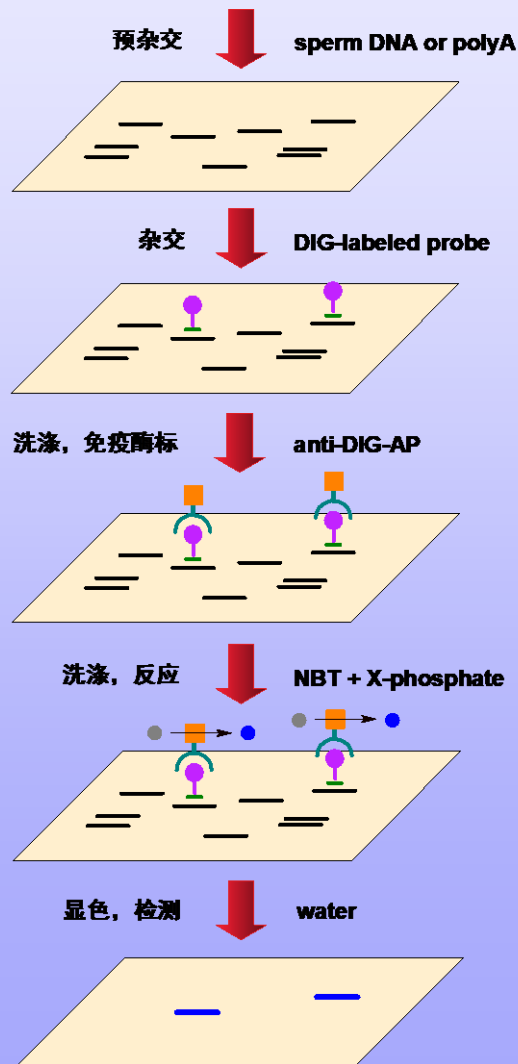 预杂交 sperm DNA or polyA
杂交 DIG-labeled probe
洗涤，免疫酶标 anti-DIG-AP
洗涤，反应 NBT + X-phosphate
显色，检测 water